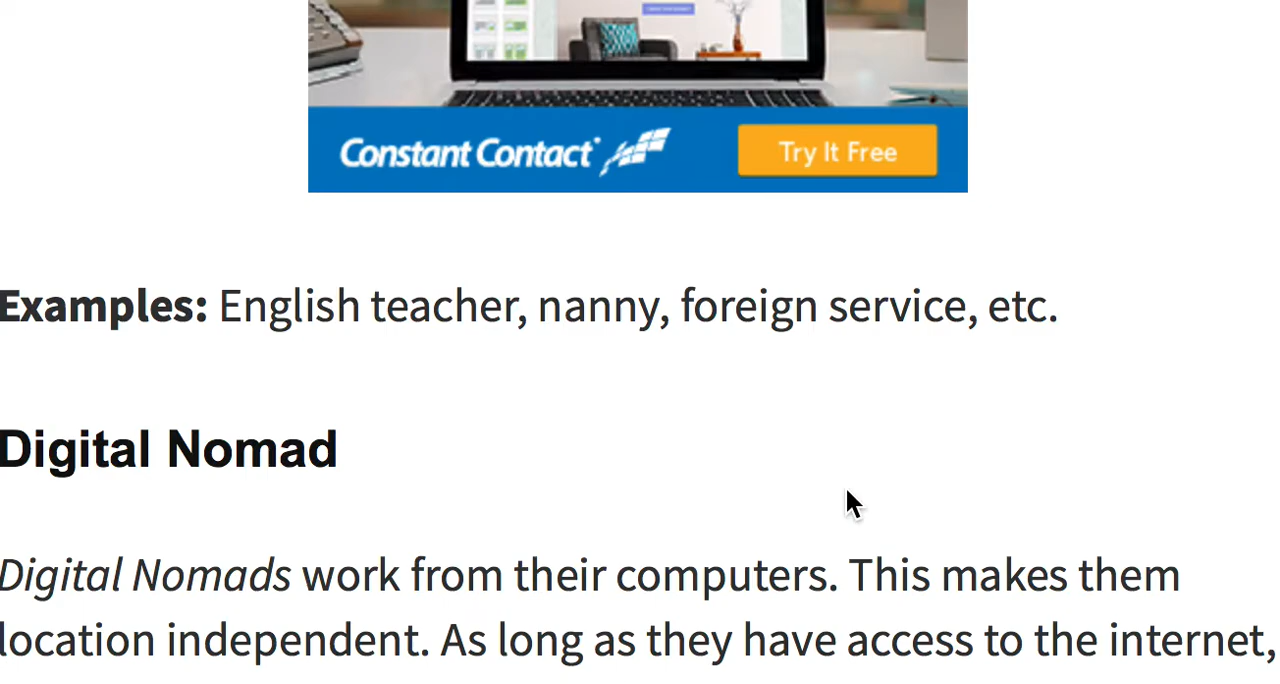 Constant Contact
Try It Free
Examples: English teacher, nanny, foreign service, etc.
Digital Nomad
Digital Nomads work from their computers. This makes them
location independent. As long as they have access to the internet,